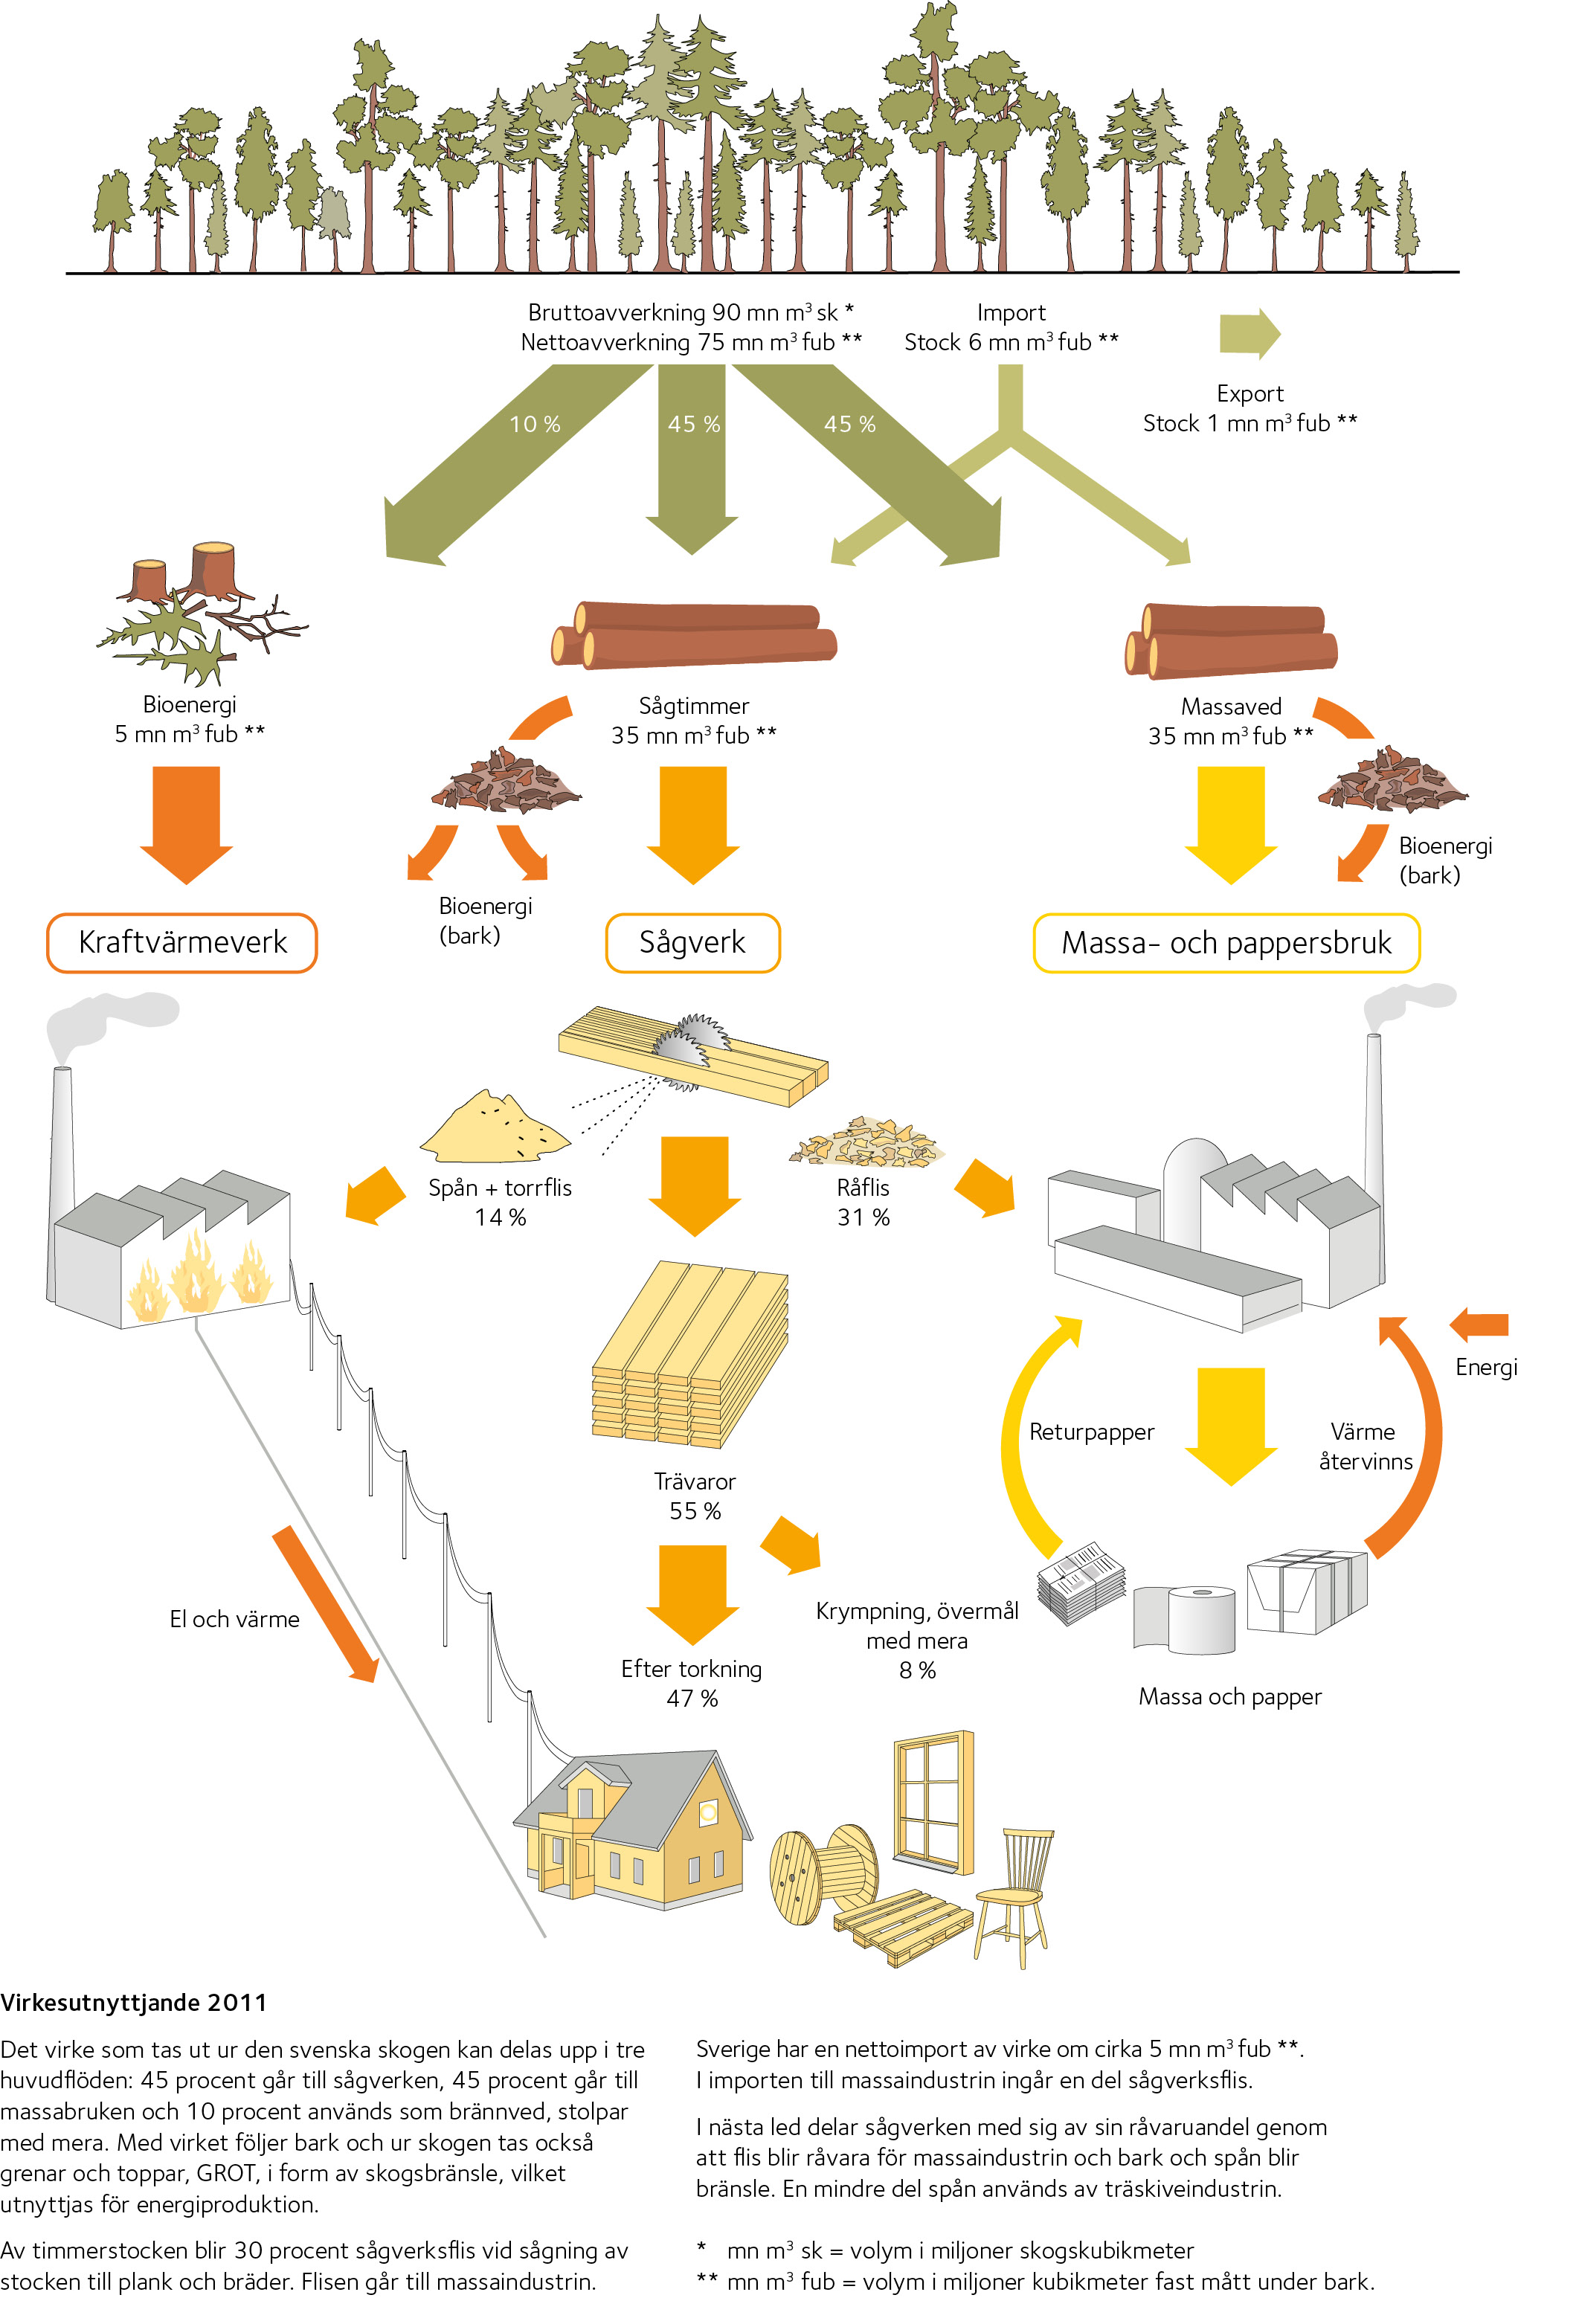 Bruttoavverkning 90 mn m³ sk *
Nettoavverkning 75 mn m³ fub **
Import
Stock 6 mn m³ fub **
Export
Stock 1 mn m³ fub **
10 %
45 %
45 %
Bioenergi
5 mn m³ fub **
Sågtimmer
35 mn m³ fub **
Massaved
35 mn m³ fub **
Bioenergi
(bark)
Bioenergi
(bark)
Kraftvärmeverk
Sågverk
Massa- och pappersbruk
Spån + torrflis
14 %
Råflis
31 %
Energi
Returpapper
Värme
återvinns
Trävaror
55 %
El och värme
Krympning, övermål
med mera
8 %
Efter torkning
47 %
Massa och papper
Virkesutnyttjande 2011
Det virke som tas ut ur den svenska skogen kan delas upp i tre
huvudflöden: 45 procent går till sågverken, 45 procent går till
massabruken och 10 procent används som brännved, stolpar
med mera. Med virket följer bark och ur skogen tas också
grenar och toppar, GROT, i form av skogsbränsle, vilket
utnyttjas för energiproduktion.
Av timmerstocken blir 30 procent sågverksflis vid sågning av
stocken till plank och bräder. Flisen går till massaindustrin.
Sverige har en nettoimport av virke om cirka 5 mn m³ fub **.
I importen till massaindustrin ingår en del sågverksflis.
I nästa led delar sågverken med sig av sin råvaruandel genom
att flis blir råvara för massaindustrin och bark och spån blir
bränsle. En mindre del spån används av träskiveindustrin.
* mn m³ sk = volym i miljoner skogskubikmeter
** mn m³ fub = volym i miljoner kubikmeter fast mått under bark.